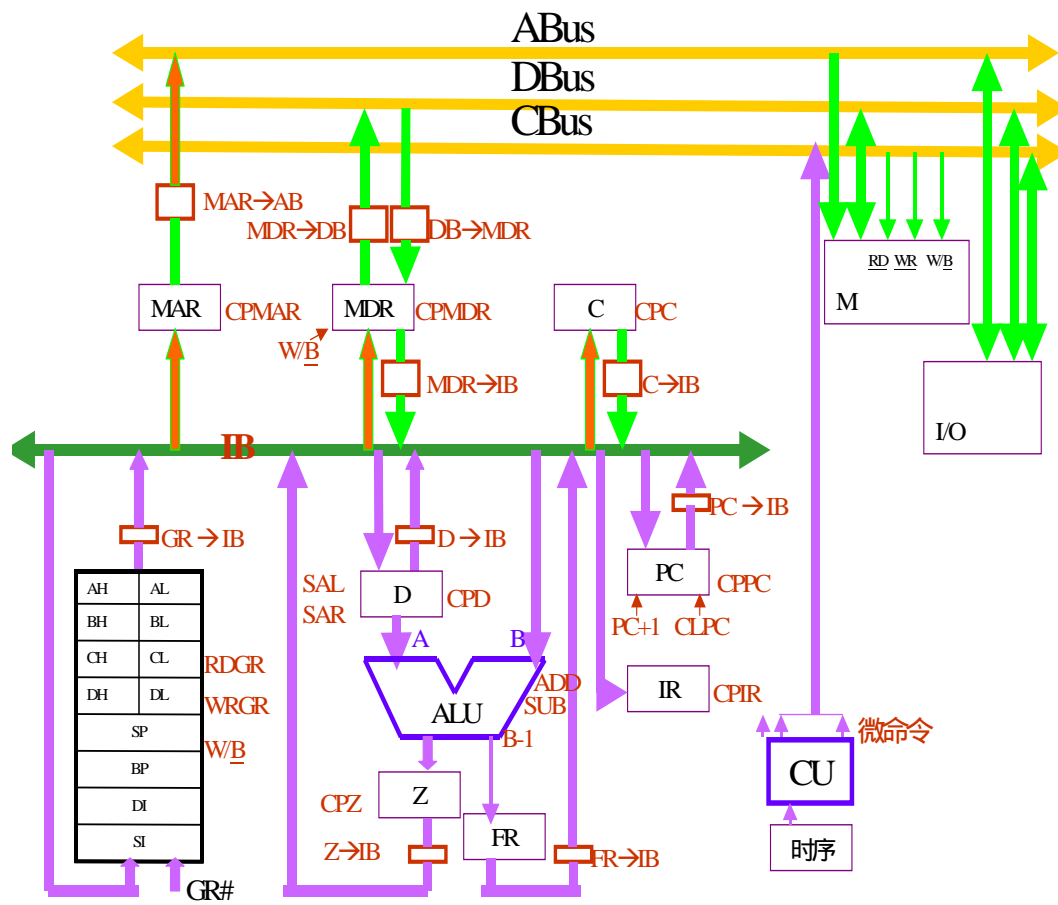 ABus
DBus
CBus
MAR→AB
MDR→DB
DB→MDR
RD WR W/B
M
MAR
CPMAR
MDR
CPMDR
C
CPC
W/B
MDR→IB
C→IB
I/O
IB
GR→IB
D→IB
PC→IB
AH
AL
BH
BL
CH
CL
DH
DL
SP
BP
DI
SI
RDGR
WRGR
W/B
GR#
SAL
SAR
D
CPD
PC
CPPC
PC+1
CLPC
A
B
ALU
ADD
SUB
B-1
IR
CPIR
微命令
CU
时序
CPZ
Z
FR
Z→IB
FR→IB